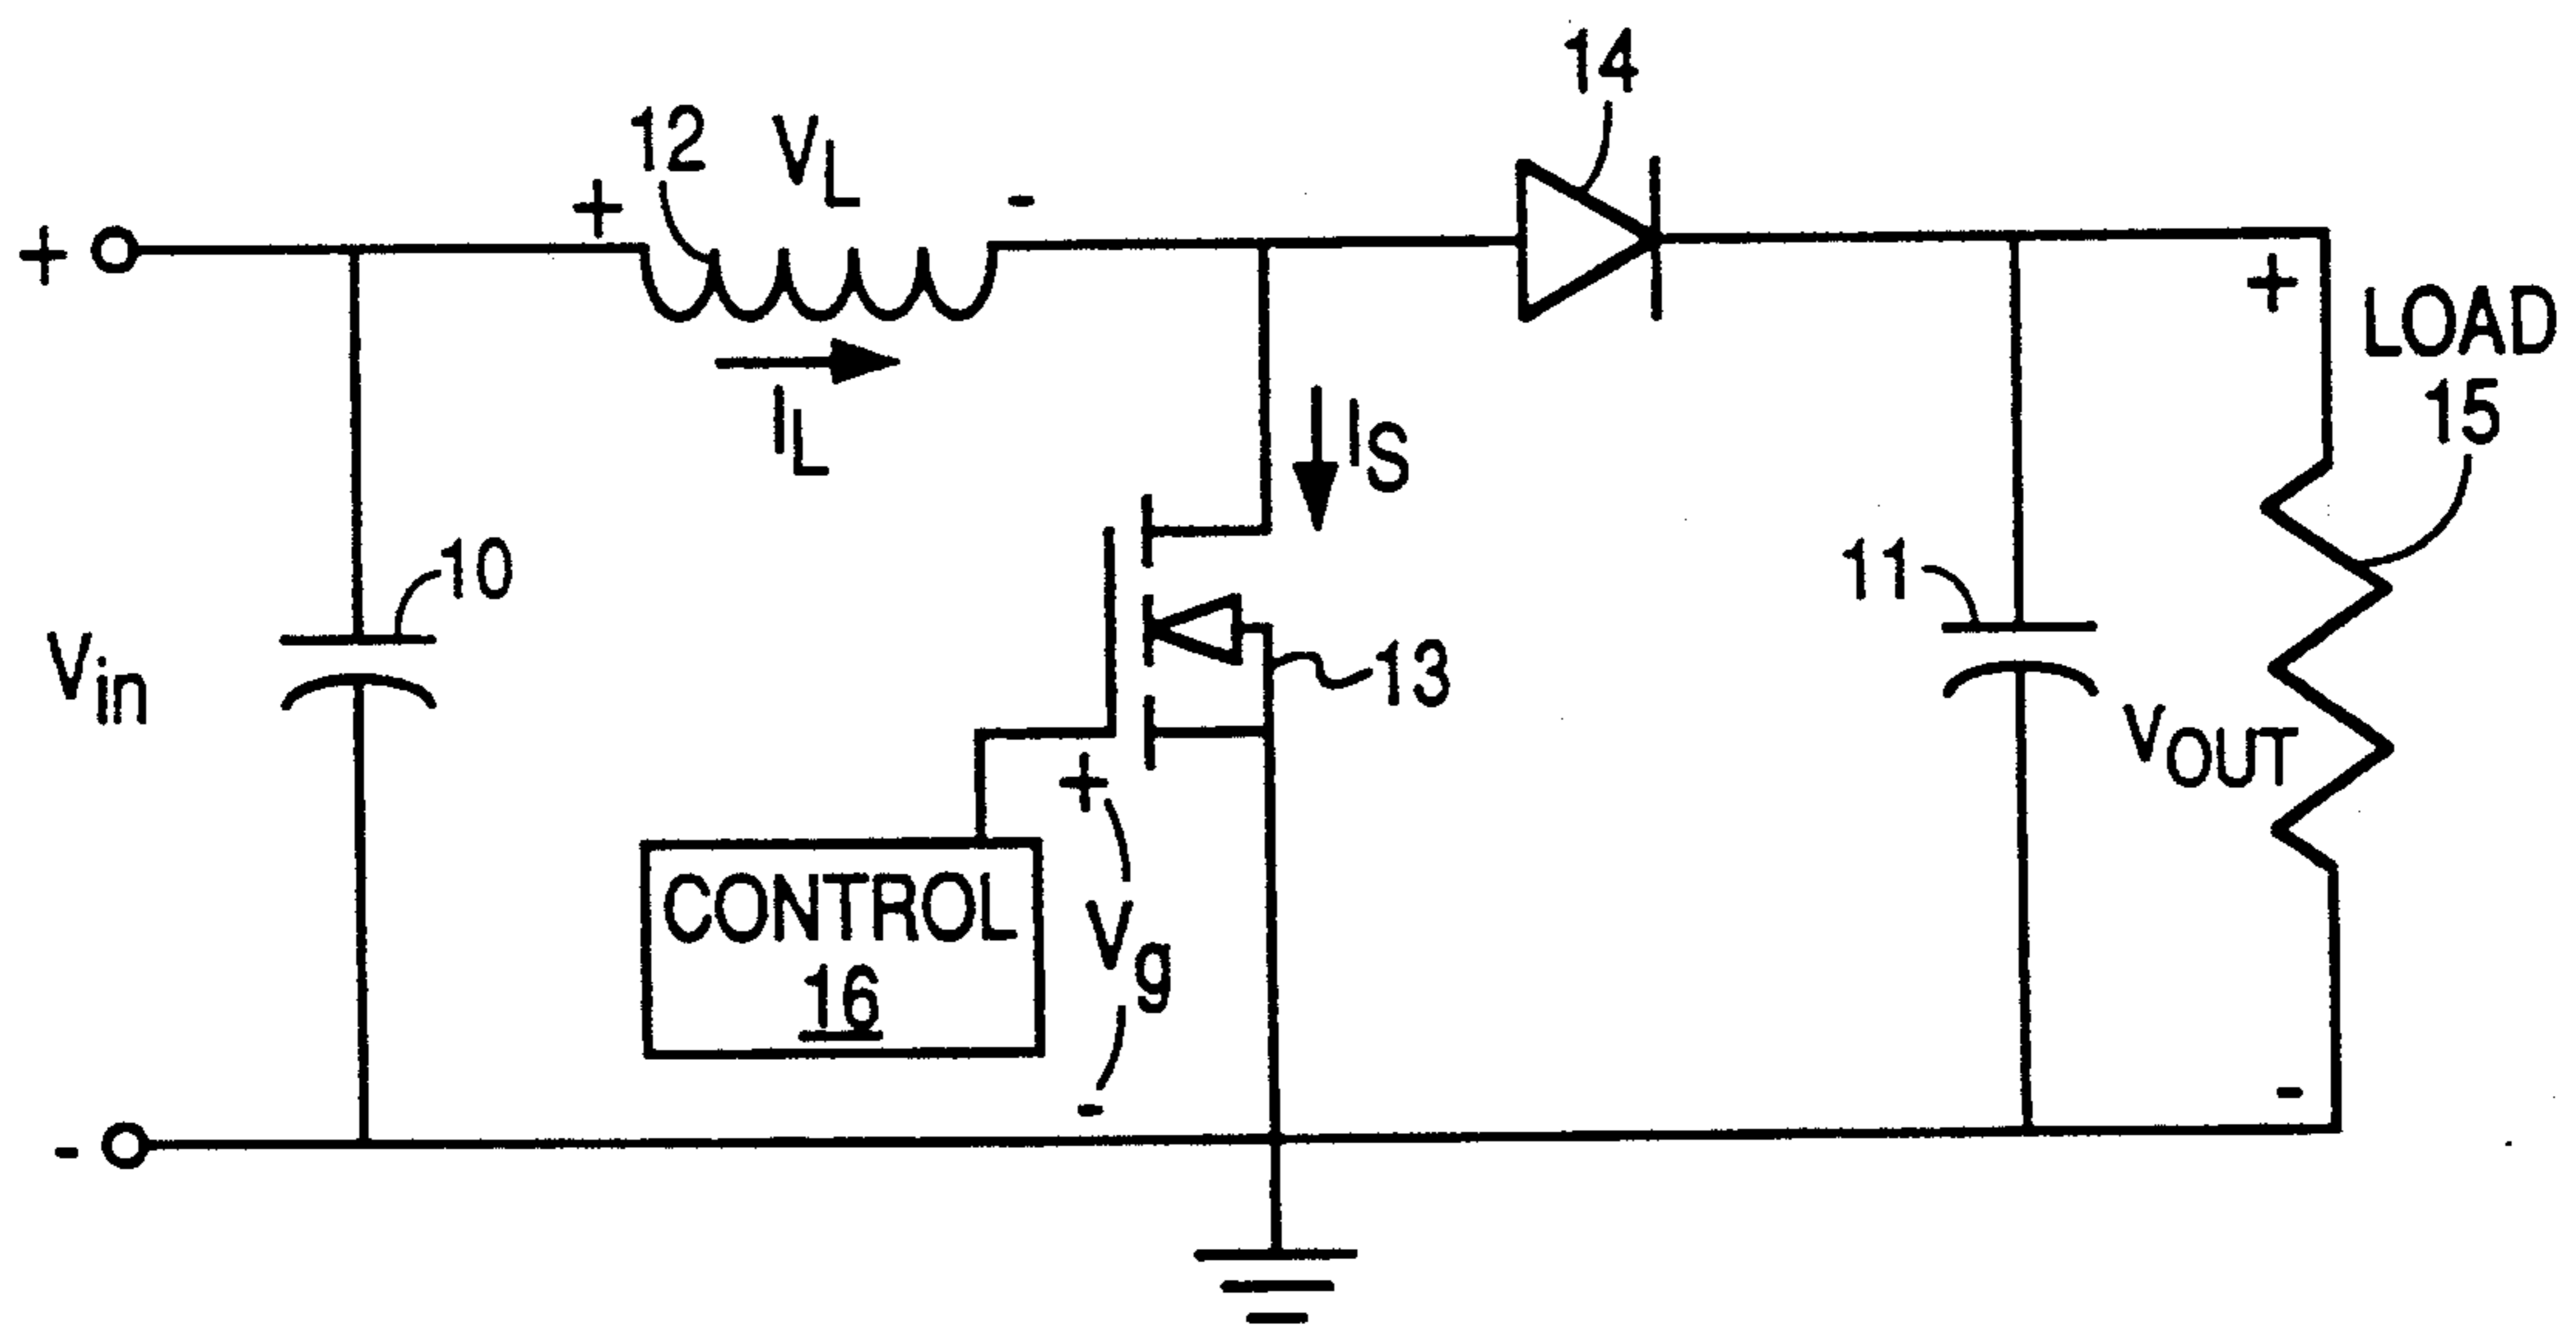 14
12
V_L
+
-
+
+
LOAD
15
I_L
I_S
10
11
13
V_in
V_OUT
+
CONTROL
16
V_g
-
-
-